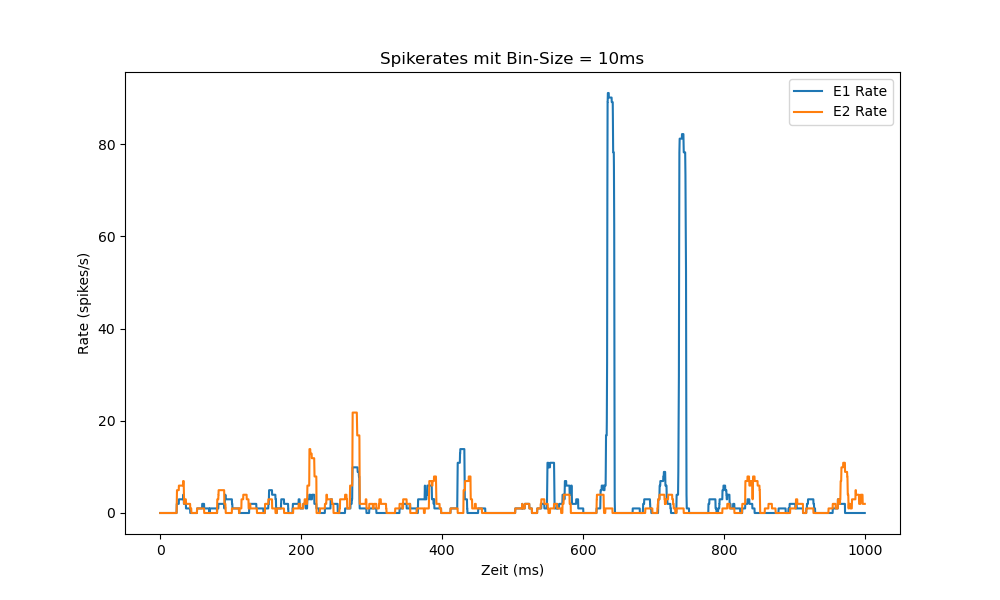 Spikerates mit Bin-Size = 10ms
E1 Rate
E2 Rate
Rate (spikes/s)
80
60
40
20
0
0 200 400 600 800 1000
Zeit (ms)